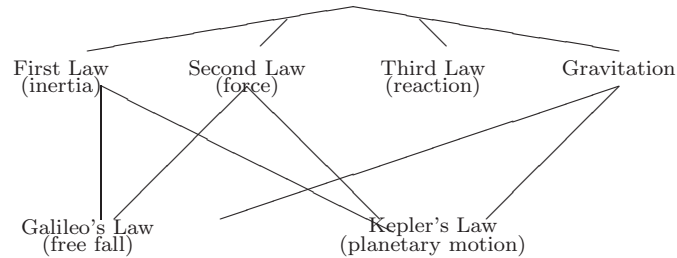 First Law Second Law Third Law Gravitation
(inertia) (force) (reaction)
Galileo's Law Kepler's Law
(free fall) (planetary motion)